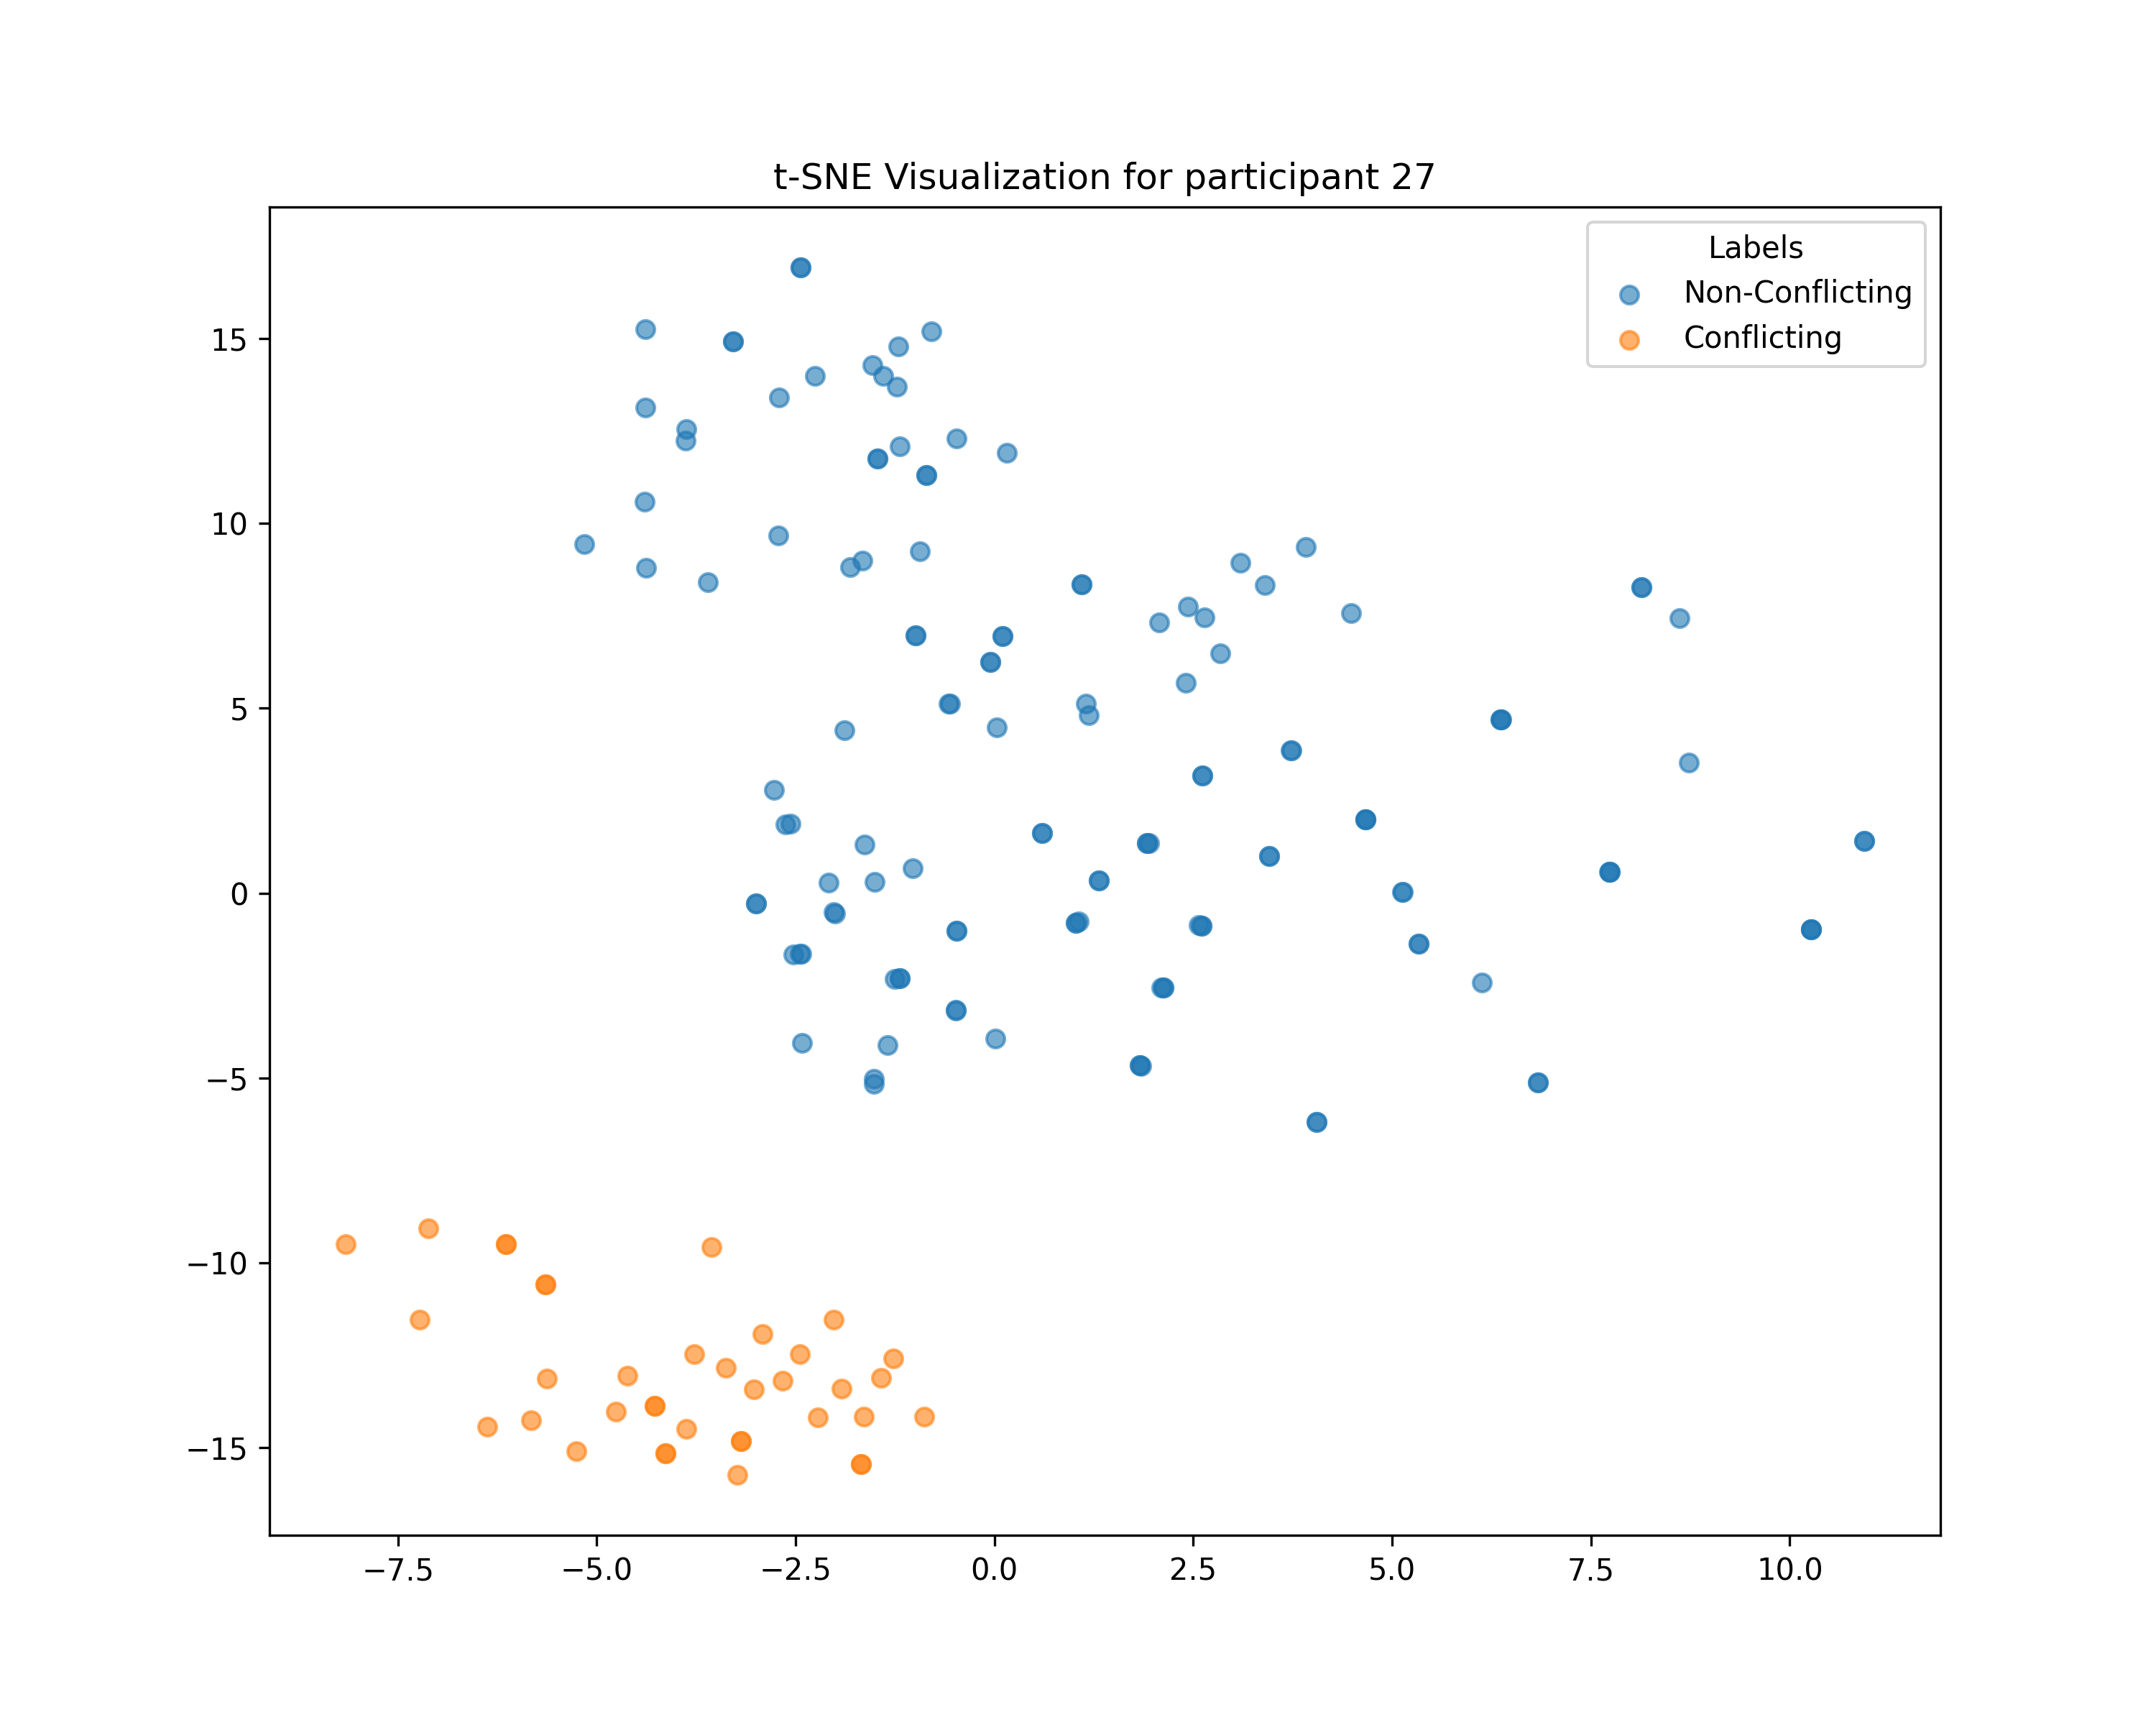 t-SNE Visualization for participant 27
Labels
Non-Conflicting
Conflicting
15
10
5
0
−5
−10
−15
−7.5 −5.0 −2.5 0.0 2.5 5.0 7.5 10.0